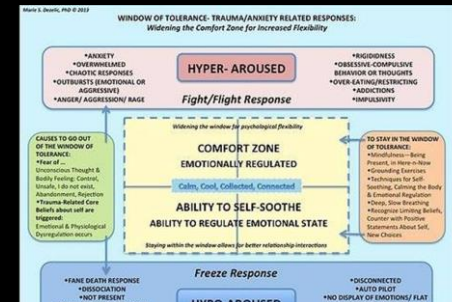 Marie S. Dezelic, PhD © 2013
WINDOW OF TOLERANCE- TRAUMA/ANXIETY RELATED RESPONSES:
Widening the Comfort Zone for Increased Flexibility
•ANXIETY
•OVERWHELMED
•CHAOTIC RESPONSES
•OUTBURSTS (EMOTIONAL OR
AGGRESSIVE)
•ANGER/ AGGRESSION/ RAGE
HYPER- AROUSED
Fight/Flight Response
•RIGIDINESS
•OBSESSIVE-COMPULSIVE
BEHAVIOR OR THOUGHTS
•OVER-EATING/RESTRICTING
•ADDICTIONS
•IMPULSIVITY
CAUSES TO GO OUT
OF THE WINDOW OF
TOLERANCE:
•Fear of ...
Unconscious Thought &
Bodily Feeling: Control,
Unsafe, I do not exist,
Abandonment, Rejection
•Trauma-Related Core
Beliefs about self are
triggered:
Emotional & Physiological
Dysregulation occurs
Widening the window for psychological flexibility
COMFORT ZONE
EMOTIONALLY REGULATED
Calm, Cool, Collected, Connected
ABILITY TO SELF-SOOTHE
ABILITY TO REGULATE EMOTIONAL STATE
Staying within the window allows for better relationship interactions
TO STAY IN THE WINDOW
OF TOLERANCE:
•Mindfulness—Being
Present, in Here-n-Now
•Grounding Exercises
•Techniques for Self-
Soothing, Calming the Body
& Emotional Regulation
•Deep, Slow Breathing
•Recognize Limiting Beliefs,
Counter with Positive
Statements About Self,
New Choices
Freeze Response
•FANE DEATH RESPONSE
•DISSOCIATION
•NOT PRESENT
HYPO-AROUSED
•DISCONNECTED
•AUTO PILOT
•NO DISPLAY OF EMOTIONS/ FLAT